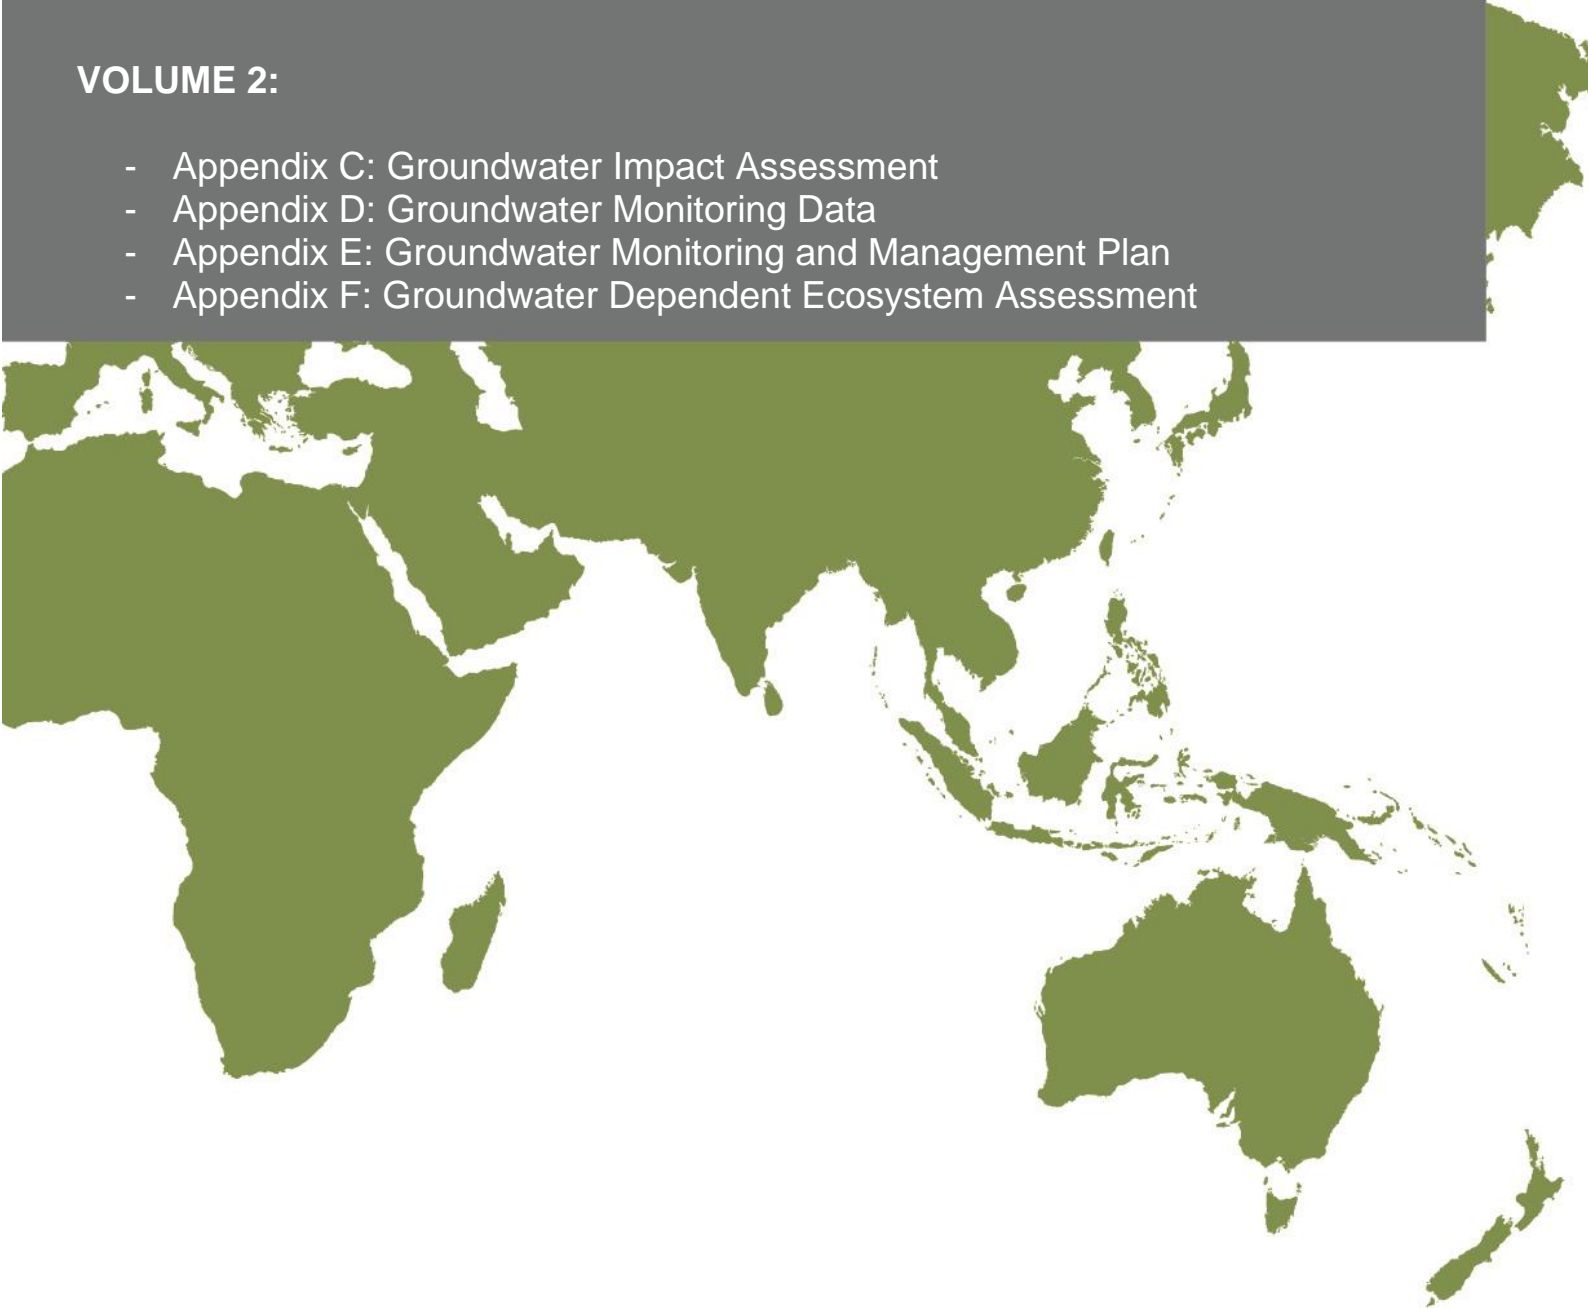 VOLUME 2:
- Appendix C: Groundwater Impact Assessment
- Appendix D: Groundwater Monitoring Data
- Appendix E: Groundwater Monitoring and Management Plan
- Appendix F: Groundwater Dependent Ecosystem Assessment